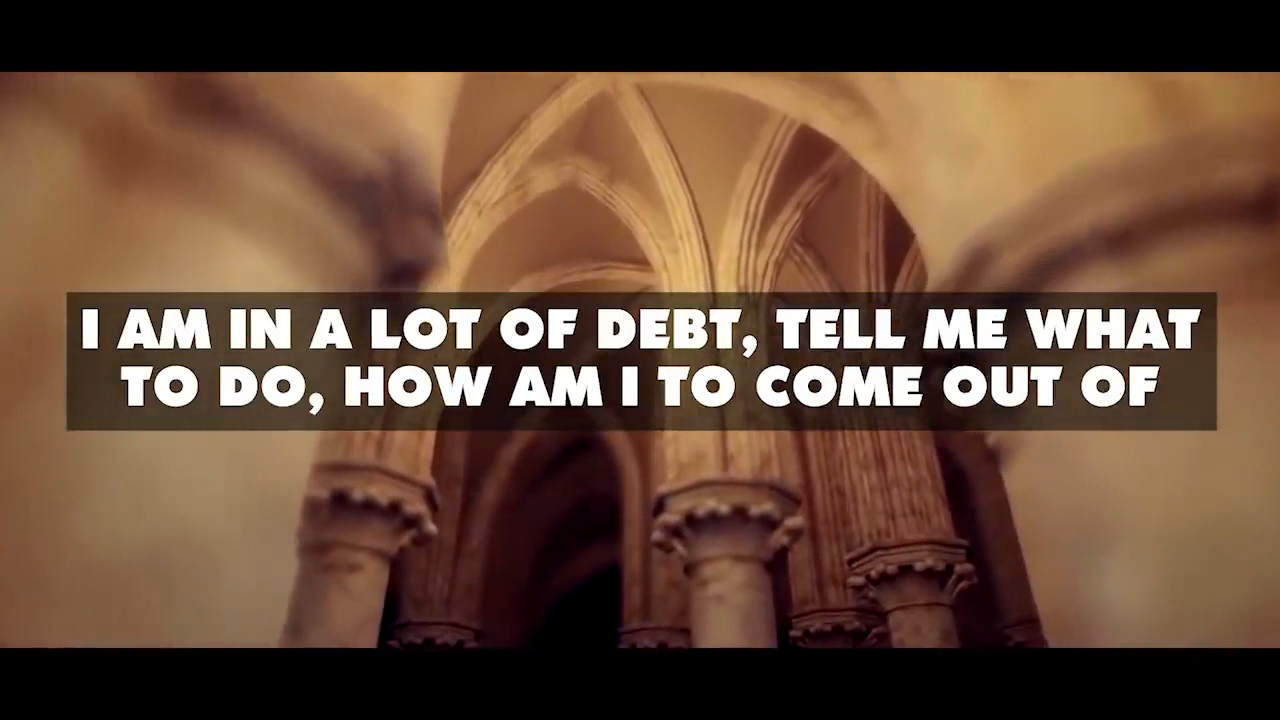 I AM IN A LOT OF DEBT, TELL ME WHAT
TO DO, HOW AM I TO COME OUT OF